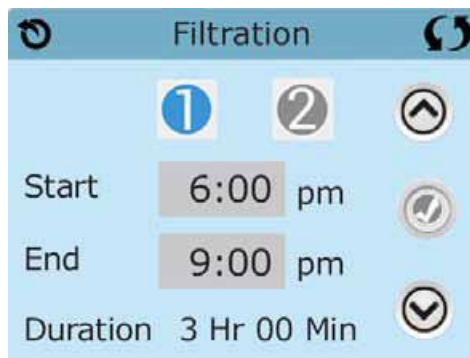 Filtration
1 2
Start 6:00 pm
End 9:00 pm
Duration 3 Hr 00 Min